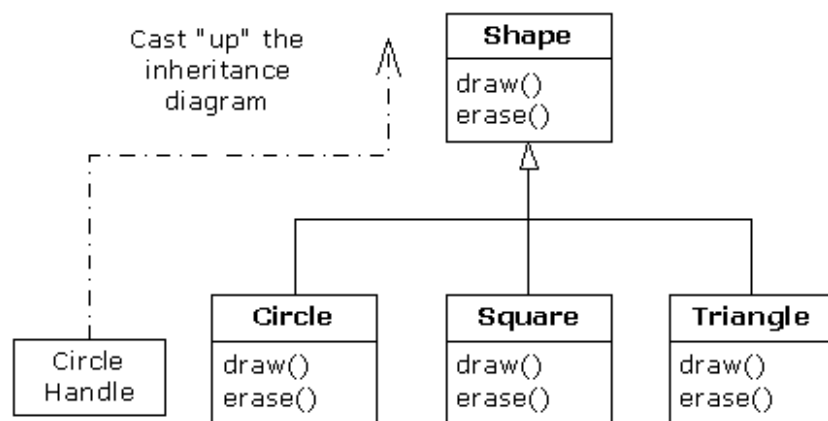 Cast "up" the
inheritance
diagram
Shape
draw()
erase()
Circle
Handle
Circle
draw()
erase()
Square
draw()
erase()
Triangle
draw()
erase()